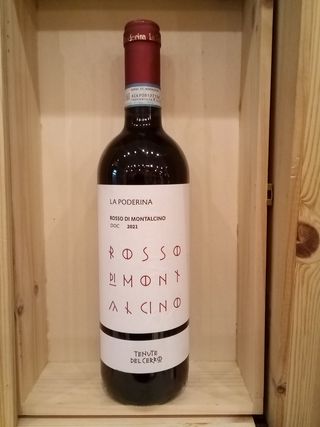 LA PODERINA
ROSSO DI MONTALCINO
DOC 2021
ROSSO
DI MONT
ALCINO
TENUTE
DEL CERRO